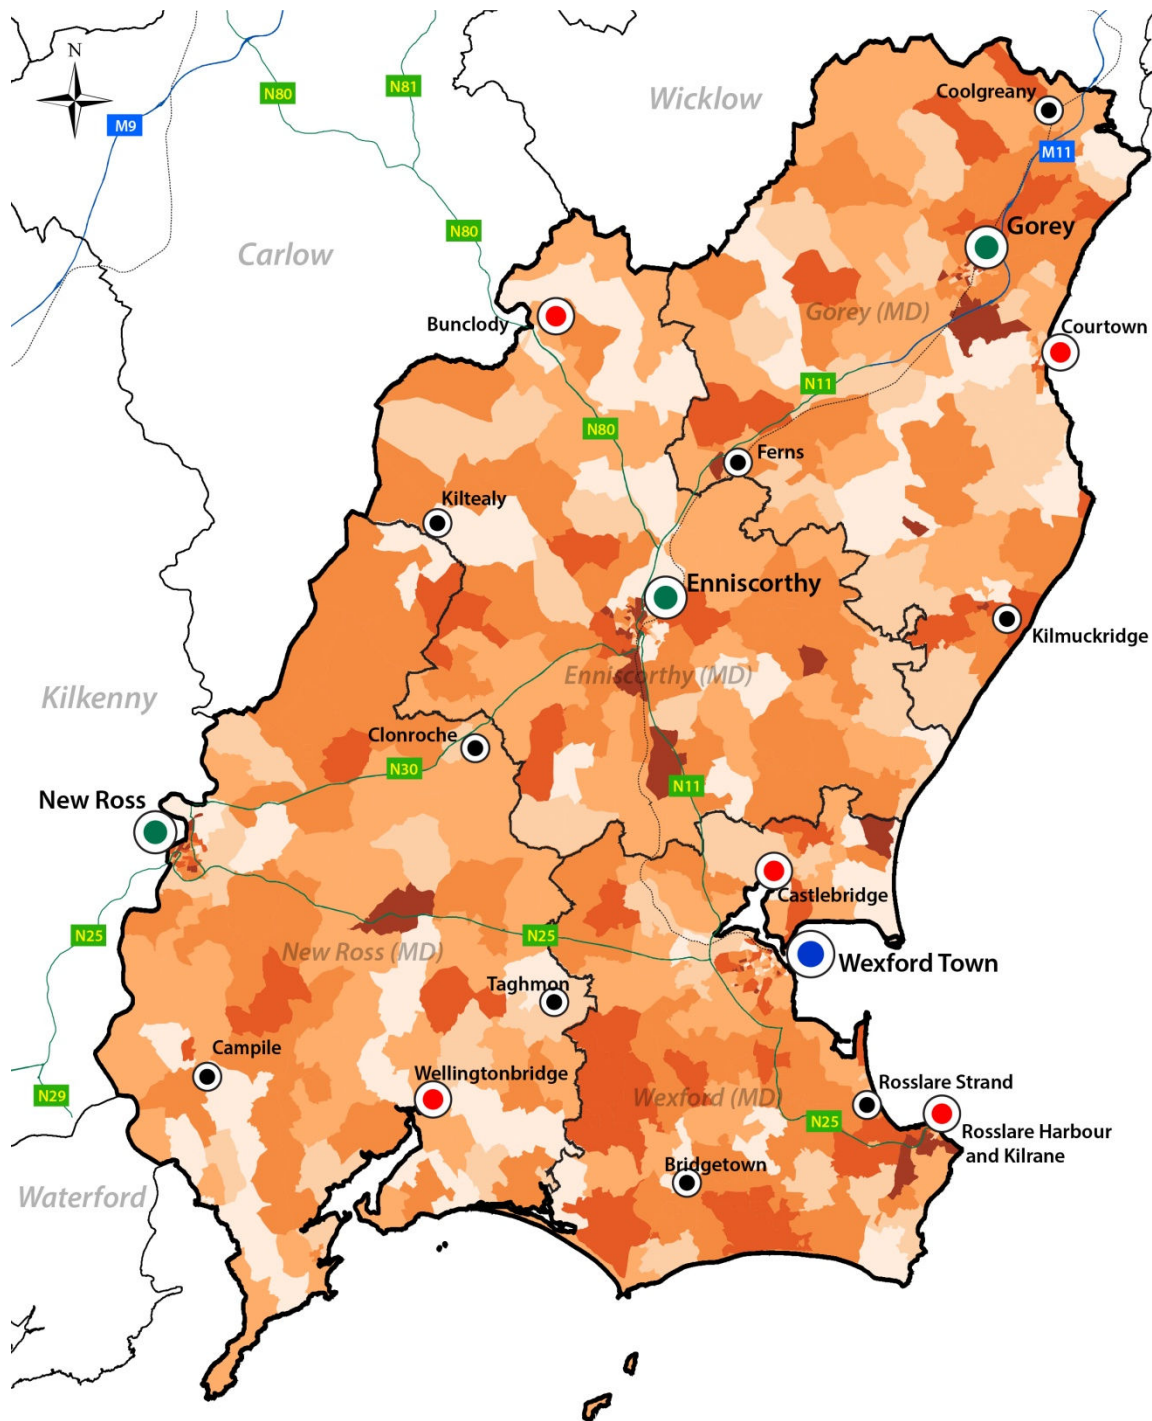 N
N80
N81
Wicklow
Coolgreany
M9
M11
Gorey
N80
Carlow
Gorey (MD)
Bunclody
Courtown
N11
N80
Ferns
Kiltealy
Enniscorthy
Kilmuckridge
Enniscorthy (MD)
Kilkenny
Clonroche
N30
N11
New Ross
Castlebridge
N25
N25
New Ross (MD)
Wexford Town
Taghmon
Campile
Wellingtonbridge
Rosslare Strand
N29
Wexford (MD)
N25
Rosslare Harbour
and Kilrane
Bridgetown
Waterford